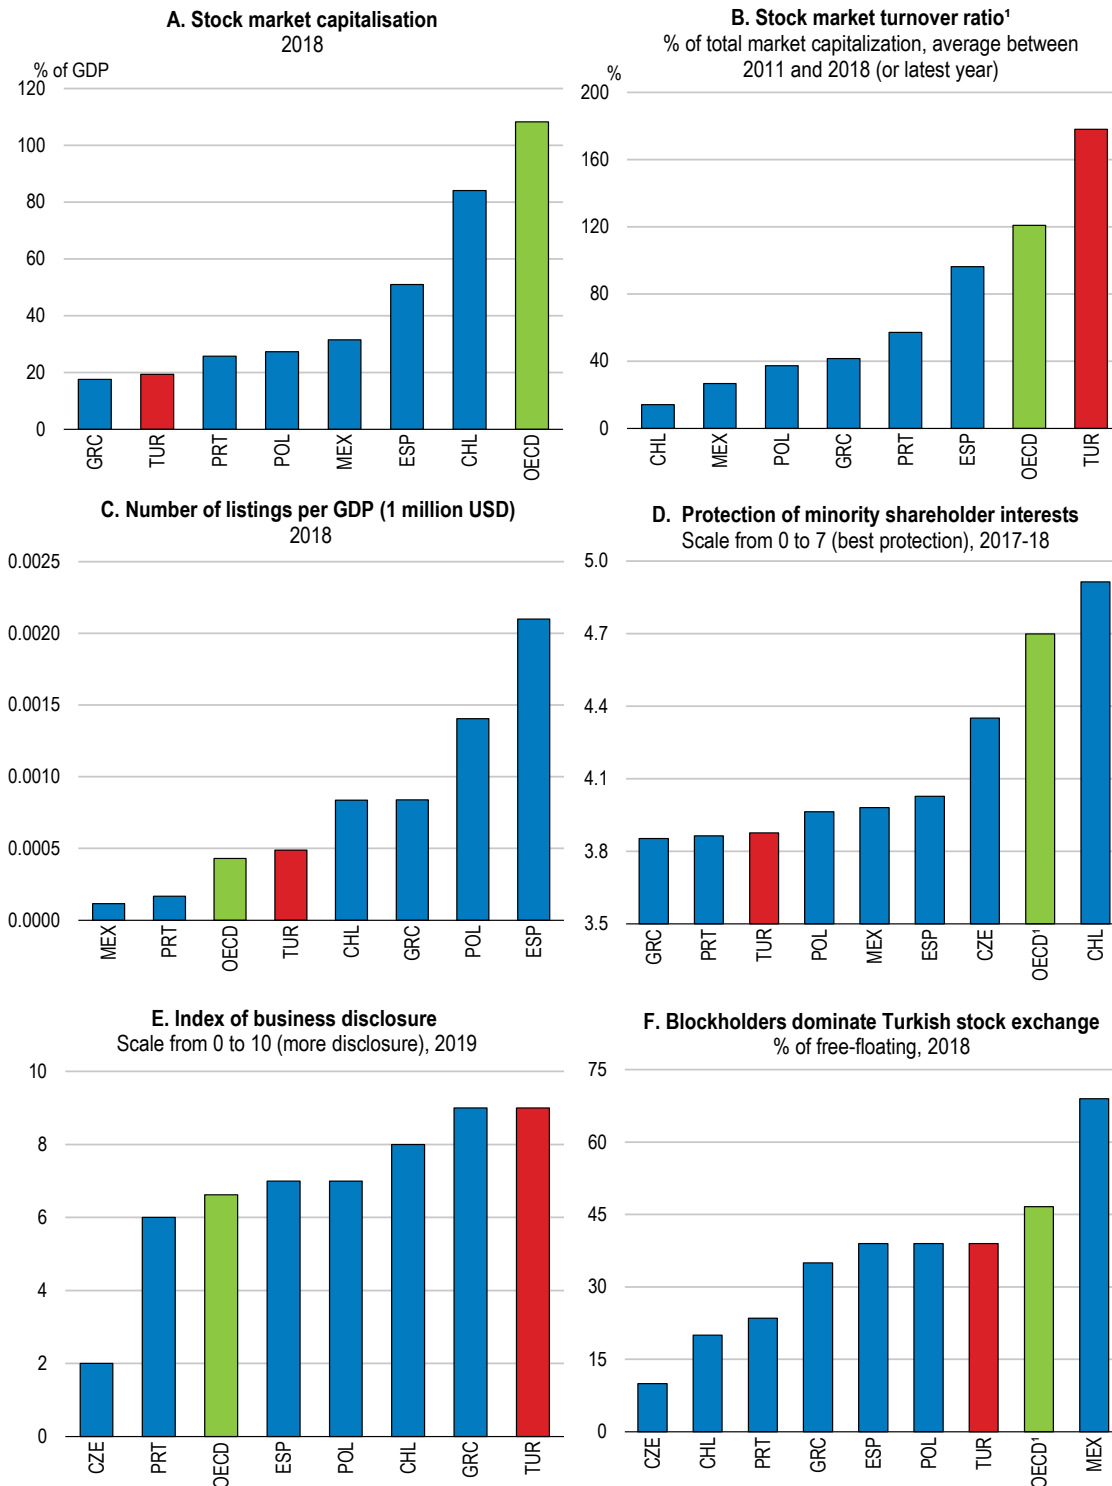 A. Stock market capitalisation
2018
% of GDP
120
100
80
60
40
20
0
GRC
TUR
PRT
POL
MEX
ESP
CHL
OECD
B. Stock market turnover ratio¹
% of total market capitalization, average between
2011 and 2018 (or latest year)
%
200
160
120
80
40
0
CHL
MEX
POL
GRC
PRT
ESP
OECD
TUR
C. Number of listings per GDP (1 million USD)
2018
0.0025
0.0020
0.0015
0.0010
0.0005
0.0000
MEX
PRT
OECD
TUR
CHL
GRC
POL
ESP
D. Protection of minority shareholder interests
Scale from 0 to 7 (best protection), 2017-18
5.0
4.7
4.4
4.1
3.8
3.5
GRC
PRT
TUR
POL
MEX
ESP
CZE
OECD¹
CHL
E. Index of business disclosure
Scale from 0 to 10 (more disclosure), 2019
10
8
6
4
2
0
CZE
PRT
OECD
ESP
POL
CHL
GRC
TUR
F. Blockholders dominate Turkish stock exchange
% of free-floating, 2018
75
60
45
30
15
0
CZE
CHL
PRT
GRC
ESP
POL
TUR
OECD¹
MEX